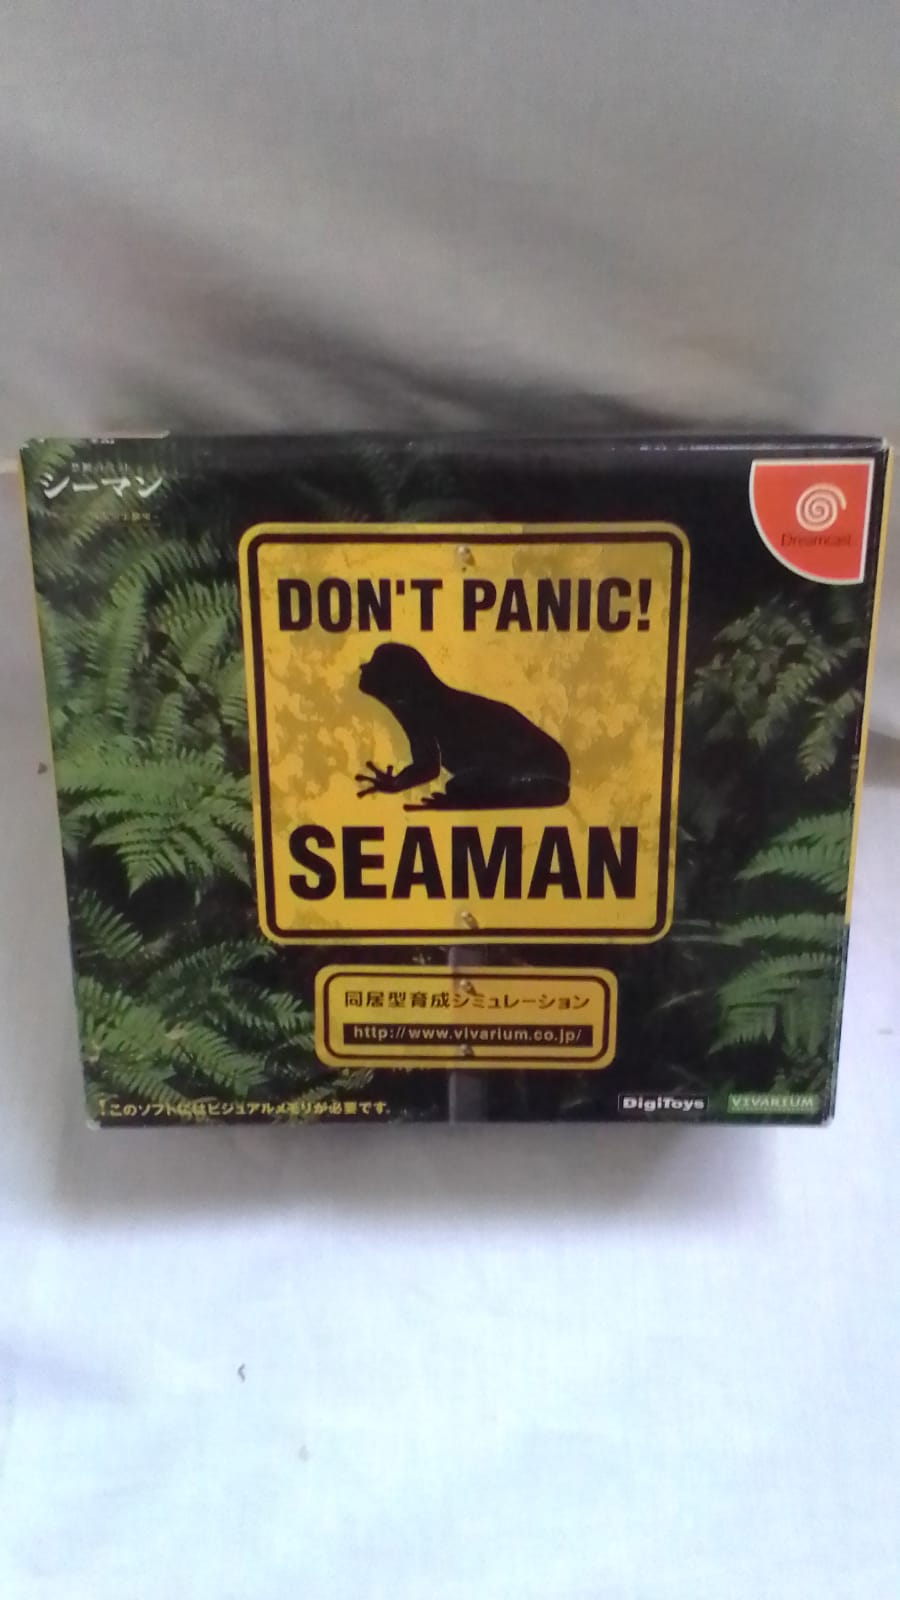 シーマン
Dreamcast
DON'T PANIC!
SEAMAN
同居型育成シミュレーション
http://www.vivarium.co.jp/
!このソフトにはビジュアルメモリが必要です.
DigiToys
VIVARIUM